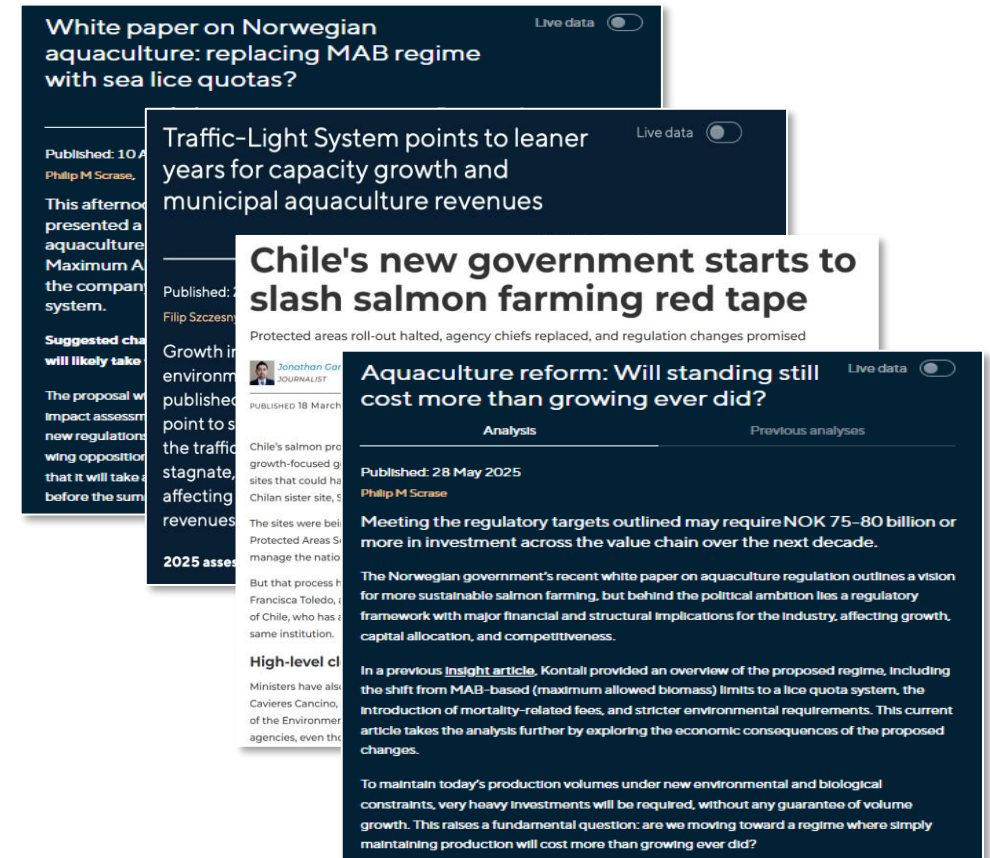 White paper on Norwegian
aquaculture: replacing MAB regime
with sea lice quotas?
Live data
Published: 10 A
Philip M Scrase,
This afterno
presented a
aquaculture
Maximum A
the company
system.
Suggested cha
will likely take
The proposal w
impact assessm
new regulations
wing opposition
that it will take a
before the sum
Traffic-Light System points to leaner
years for capacity growth and
municipal aquaculture revenues
Live data
Published: 2
Filip Szczesny
Growth in
environm
published
point to s
the traffic
stagnate,
affecting
revenues
2025 asses
Chile's new government starts to
slash salmon farming red tape
Protected areas roll-out halted, agency chiefs replaced, and regulation changes promised
Jonathan Gar
JOURNALIST
PUBLISHED 18 March
Chile's salmon pro
growth-focused g
sites that could ha
Chilan sister site, S
The sites were bei
Protected Areas Se
manage the natio
But that process h
Francisca Toledo, a
of Chile, who has a
same institution.
High-level cl
Ministers have als
Cavieres Cancino,
of the Environmen
agencies, even tho
Aquaculture reform: Will standing still
cost more than growing ever did?
Live data
Analysis Previous analyses
Published: 28 May 2025
Philip M Scrase
Meeting the regulatory targets outlined may require NOK 75-80 billion or
more in investment across the value chain over the next decade.
The Norwegian government's recent white paper on aquaculture regulation outlines a vision
for more sustainable salmon farming, but behind the political ambition lies a regulatory
framework with major financial and structural implications for the industry, affecting growth,
capital allocation, and competitiveness.
In a previous insight article, Kontali provided an overview of the proposed regime, including
the shift from MAB-based (maximum allowed biomass) limits to a lice quota system, the
introduction of mortality-related fees, and stricter environmental requirements. This current
article takes the analysis further by exploring the economic consequences of the proposed
changes.
To maintain today's production volumes under new environmental and biological
constraints, very heavy investments will be required, without any guarantee of volume
growth. This raises a fundamental question: are we moving toward a regime where simply
maintaining production will cost more than growing ever did?